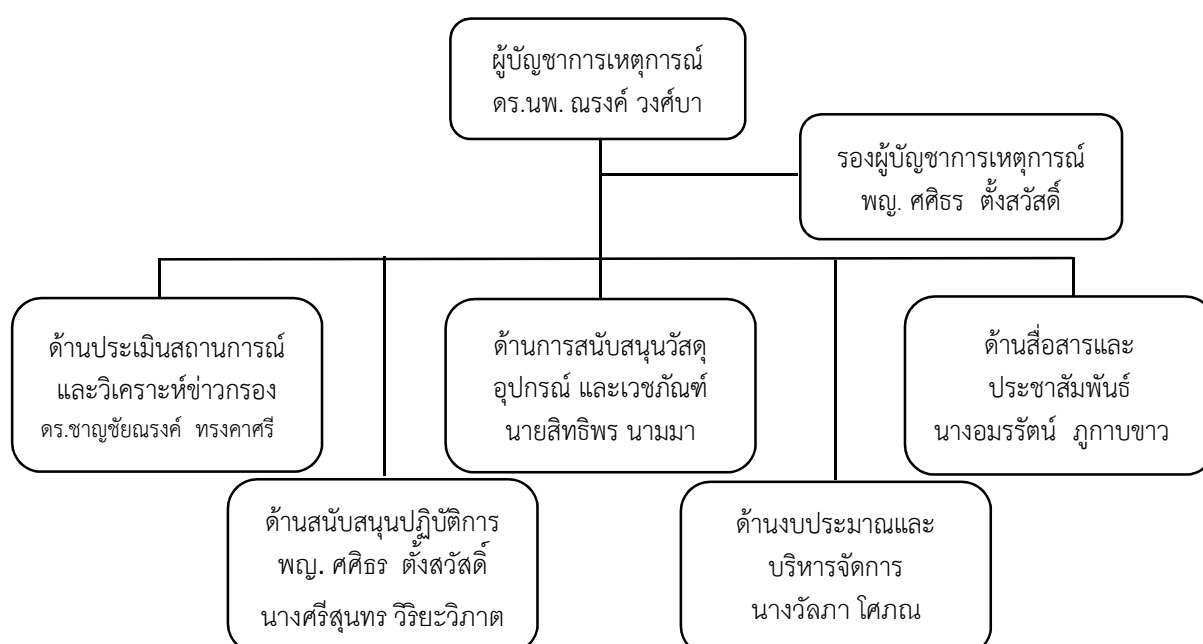 ผู้บัญชาการเหตุการณ์
ดร.นพ. ณรงค์ วงศ์บา
รองผู้บัญชาการเหตุการณ์
พญ. ศศิธร ตั้งสวัสดิ์
ด้านประเมินสถานการณ์
และวิเคราะห์ข่าวกรอง
ดร.ชาญชัยณรงค์ ทรงคาศรี
ด้านการสนับสนุนวัสดุ
อุปกรณ์ และเวชภัณฑ์
นายสิทธิพร นามมา
ด้านสื่อสารและ
ประชาสัมพันธ์
นางอมรรัตน์ ภูกาบขาว
ด้านสนับสนุนปฏิบัติการ
พญ. ศศิธร ตั้งสวัสดิ์
นางศรีสุนทร วิริยะวิภาต
ด้านงบประมาณและ
บริหารจัดการ
นางวัลภา โศภณ